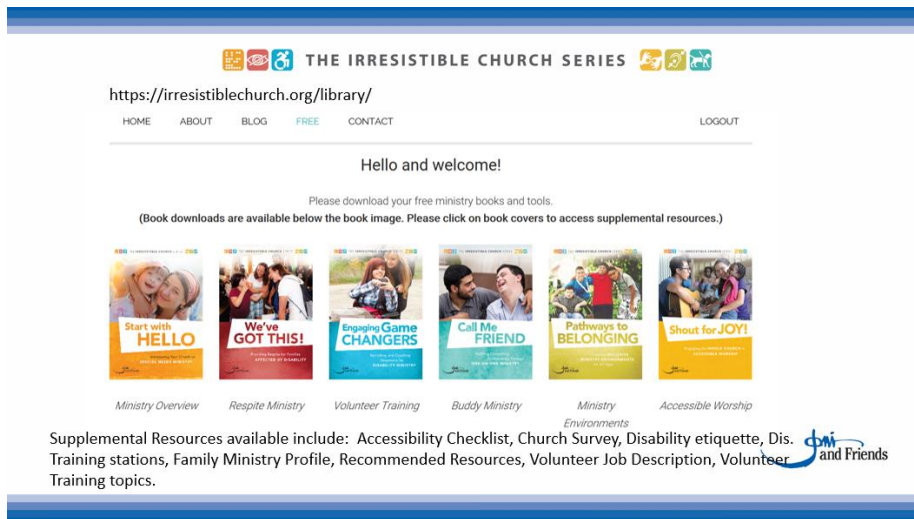 THE IRRESISTIBLE CHURCH SERIES
https://irresistiblechurch.org/library/
HOME ABOUT BLOG FREE CONTACT LOGOUT
Hello and welcome!
Please download your free ministry books and tools.
(Book downloads are available below the book image. Please click on book covers to access supplemental resources.)
Start with
HELLO
We've
GOT THIS!
Engaging Game
CHANGERS
Call Me
FRIEND
Pathways to
BELONGING
Shout for JOY!
Ministry Overview Respite Ministry Volunteer Training Buddy Ministry Ministry Accessible Worship
Environments
Supplemental Resources available include: Accessibility Checklist, Church Survey, Disability etiquette, Dis.
Training stations, Family Ministry Profile, Recommended Resources, Volunteer Job Description, Volunteer
Training topics.
Joni
and Friends